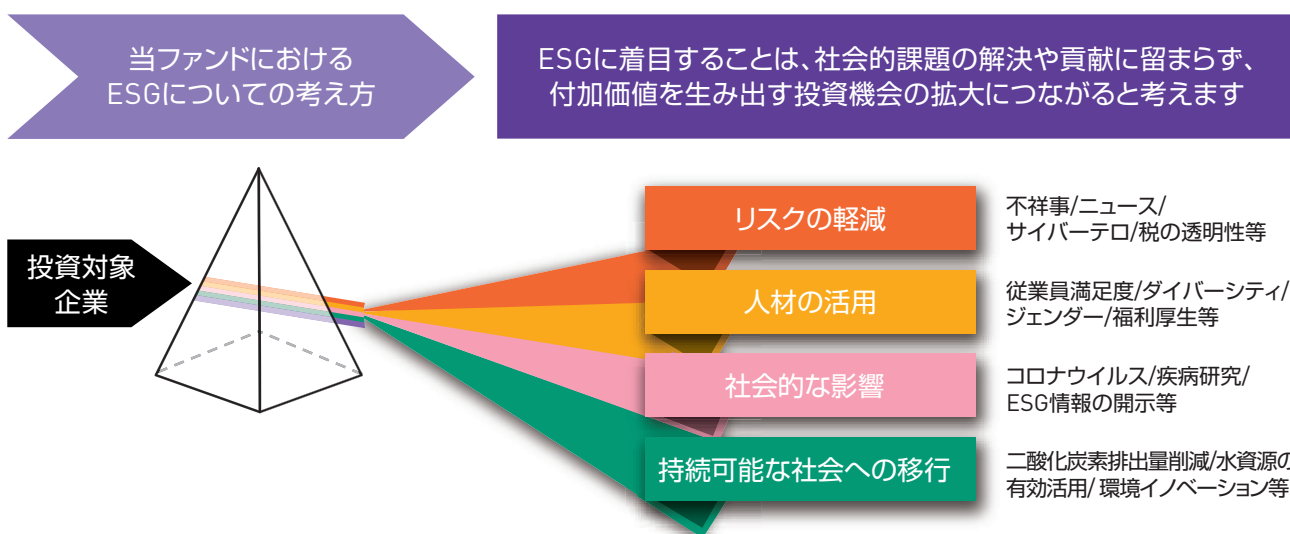 当ファンドにおける
ESGについての考え方
ESGに着目することは、社会的課題の解決や貢献に留まらず、
付加価値を生み出す投資機会の拡大につながると考えます
投資対象
企業
リスクの軽減
不祥事/ニュース/
サイバーテロ/税の透明性等
人材の活用
従業員満足度/ダイバーシティ/
ジェンダー/福利厚生等
社会的な影響
コロナウイルス/疾病研究/
ESG情報の開示等
持続可能な社会への移行
二酸化炭素排出量削減/水資源の
有効活用/ 環境イノベーション等